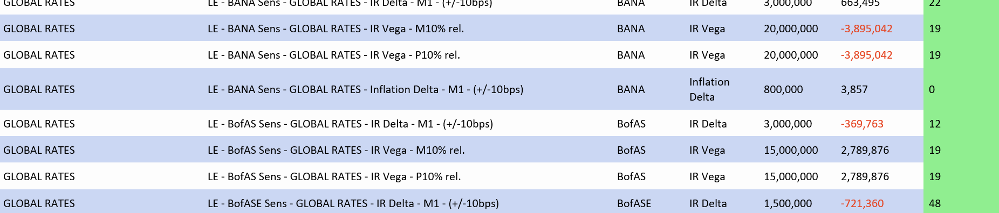 GLOBAL RATES LE - BANA Sens - GLOBAL RATES - IR Delta - M1 - (+/-10bps) BANA IR Delta 3,000,000 663,495 22
GLOBAL RATES LE - BANA Sens - GLOBAL RATES - IR Vega - M10% rel. BANA IR Vega 20,000,000 -3,895,042 19
GLOBAL RATES LE - BANA Sens - GLOBAL RATES - IR Vega - P10% rel. BANA IR Vega 20,000,000 -3,895,042 19
GLOBAL RATES LE - BANA Sens - GLOBAL RATES - Inflation Delta - M1 - (+/-10bps) BANA Inflation Delta 800,000 3,857 0
GLOBAL RATES LE - BofAS Sens - GLOBAL RATES - IR Delta - M1 - (+/-10bps) BofAS IR Delta 3,000,000 -369,763 12
GLOBAL RATES LE - BofAS Sens - GLOBAL RATES - IR Vega - M10% rel. BofAS IR Vega 15,000,000 2,789,876 19
GLOBAL RATES LE - BofAS Sens - GLOBAL RATES - IR Vega - P10% rel. BofAS IR Vega 15,000,000 2,789,876 19
GLOBAL RATES LE - BofASE Sens - GLOBAL RATES - IR Delta - M1 - (+/-10bps) BofASE IR Delta 1,500,000 -721,360 48